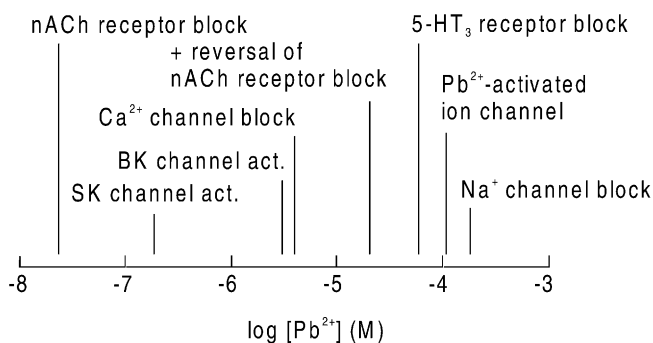 nACh receptor block
+ reversal of
nACh receptor block
5-HT₃ receptor block
Pb²⁺-activated
ion channel
Ca²⁺ channel block
BK channel act.
SK channel act.
Na⁺ channel block
-8 -7 -6 -5 -4 -3
log [Pb²⁺] (M)